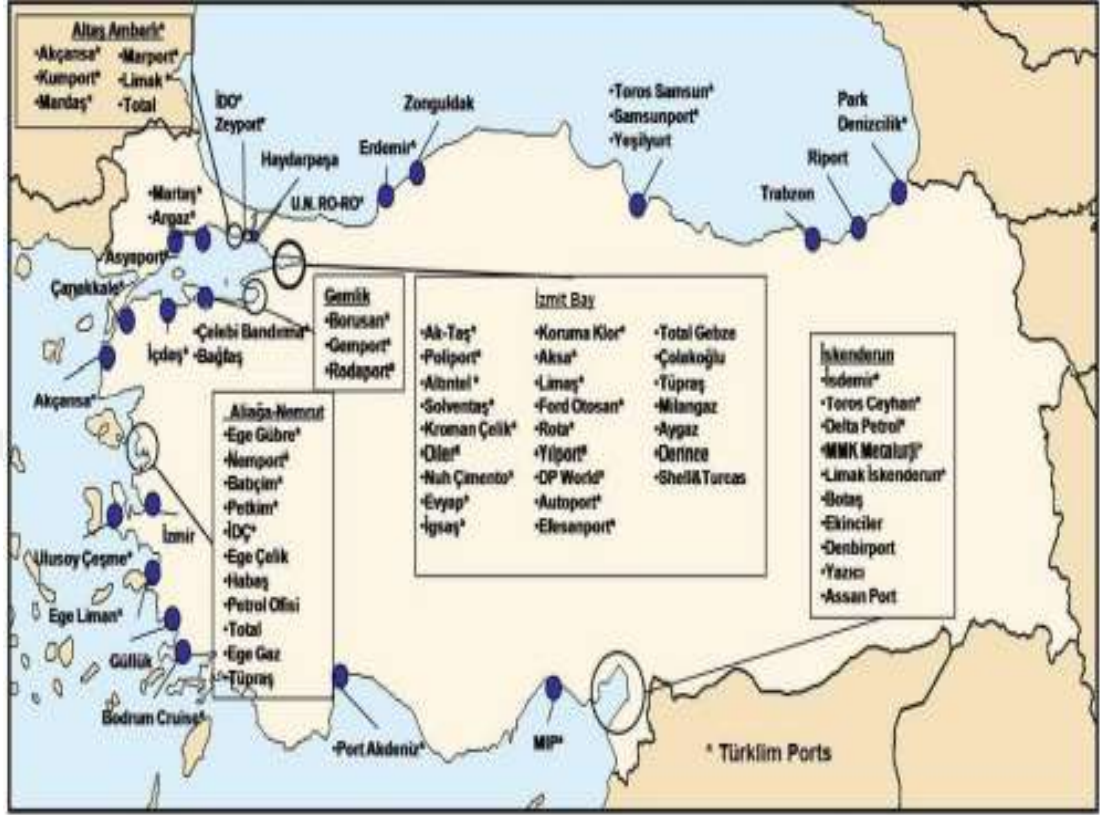 Altaş Ambarlı*
•Akçansa* •Marport*
•Kumport* •Limak *
•Mardaş* •Total
İDO*
Zeyport*
Haydarpaşa
U.N. RO-RO*
Erdemir*
Zonguldak
•Toros Samsun*
•Samsunport*
•Yeşilyurt
Park
Denizcilik*
Riport
Trabzon
•Martaş*
•Argaz*
Asyaport*
Çanakkale*
İçdaş*
•Çelebi Bandırma*
•Bağfaş
Akçansa*
Gemlik
•Borusan*
•Gemport*
•Rodaport*
İzmit Bay
•Ak-Taş* •Koruma Klor* •Total Gebze
•Poliport* •Aksa* •Çolakoğlu
•Altıntel * •Limaş* •Tüpraş
•Solventaş* •Ford Otosan* •Milangaz
•Kroman Çelik* •Rota* •Aygaz
•Diler* •Yılport* •Derince
•Nuh Çimento* •DP World* •Shell&Turcas
•Evyap* •Autoport*
•İgsaş* •Efesanport*
İskenderun
•İsdemir*
•Toros Ceyhan*
•Delta Petrol*
•MMK Metalurji*
•Limak İskenderun*
•Botaş
•Ekinciler
•Denbirport
•Yazıcı
•Assan Port
Aliağa-Nemrut
•Ege Gübre*
•Nemport*
•Batıçim*
•Petkim*
•İDÇ*
•Ege Çelik
•Habaş
•Petrol Ofisi
•Total
•Ege Gaz
•Tüpraş
İzmir
Ulusoy Çeşme*
Ege Liman*
Güllük
Bodrum Cruise*
•Port Akdeniz*
MIP*
* Türklim Ports